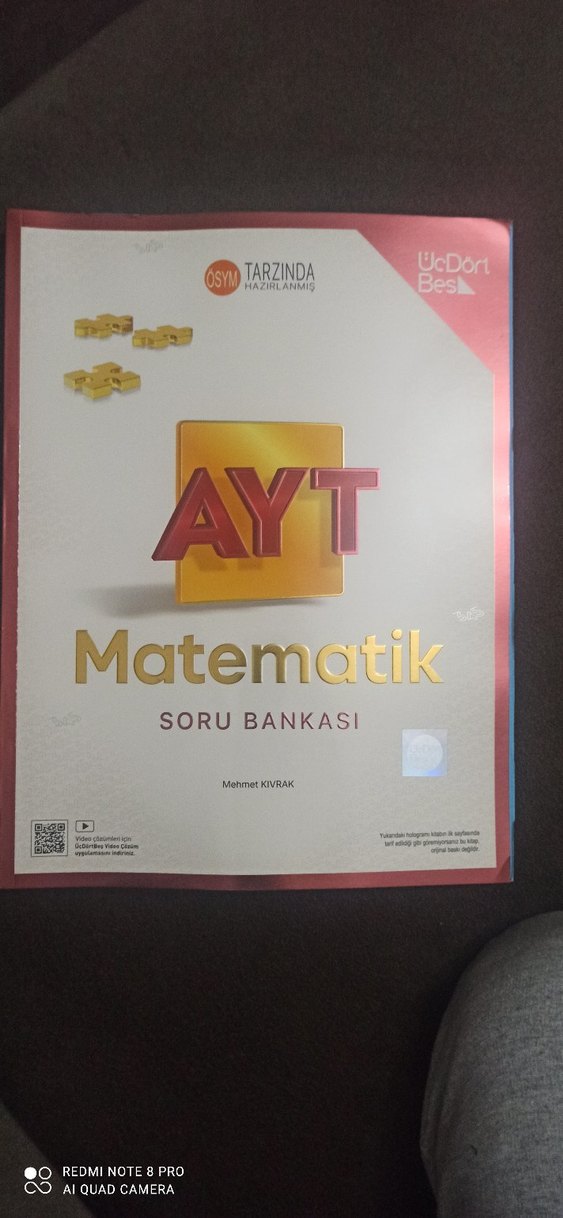 ÖSYM TARZINDA
HAZIRLANMIŞ
ÜçDört
Beş
AYT
Matematik
SORU BANKASI
Mehmet KIVRAK
Video çözümleri için
ÜçDörtBeş Video Çözüm
uygulamasını indiriniz.
Yukarıdaki hologramı kitabın ilk sayfasında
tarif edildiği gibi göremiyorsanız bu kitap,
orijinal baskı değildir.
REDMI NOTE 8 PRO
AI QUAD CAMERA